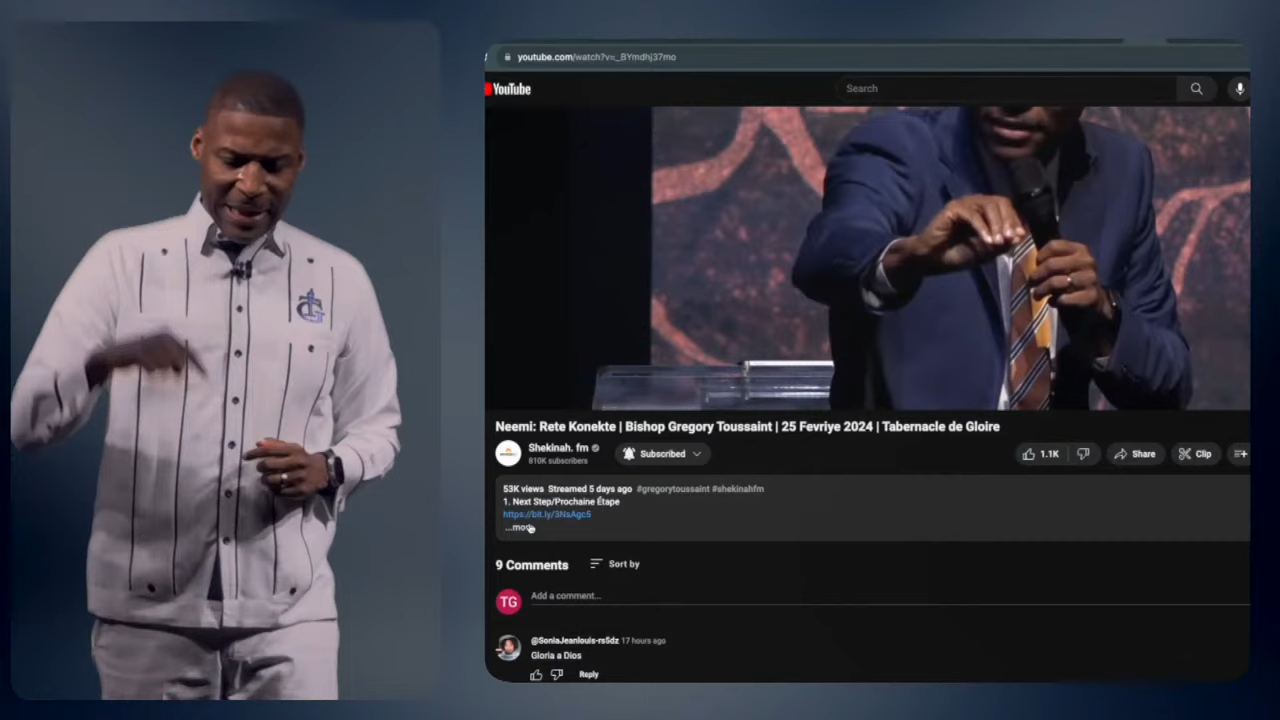 youtube.com/watch?v=_BYmdhj37mo
YouTube
Search
Neemi: Rete Konekte | Bishop Gregory Toussaint | 25 Fevriye 2024 | Tabernacle de Gloire
Shekinah. fm
810K subscribers
Subscribed
1.1K
Share
Clip
53K views Streamed 5 days ago #gregorytoussaint #shekinahfm
1. Next Step/Prochaine Étape
https://bit.ly/3NsAgc5
...more
9 Comments
Sort by
TG
Add a comment...
@SoniaJeanlouis-rs5dz 17 hours ago
Gloria a Dios
Reply